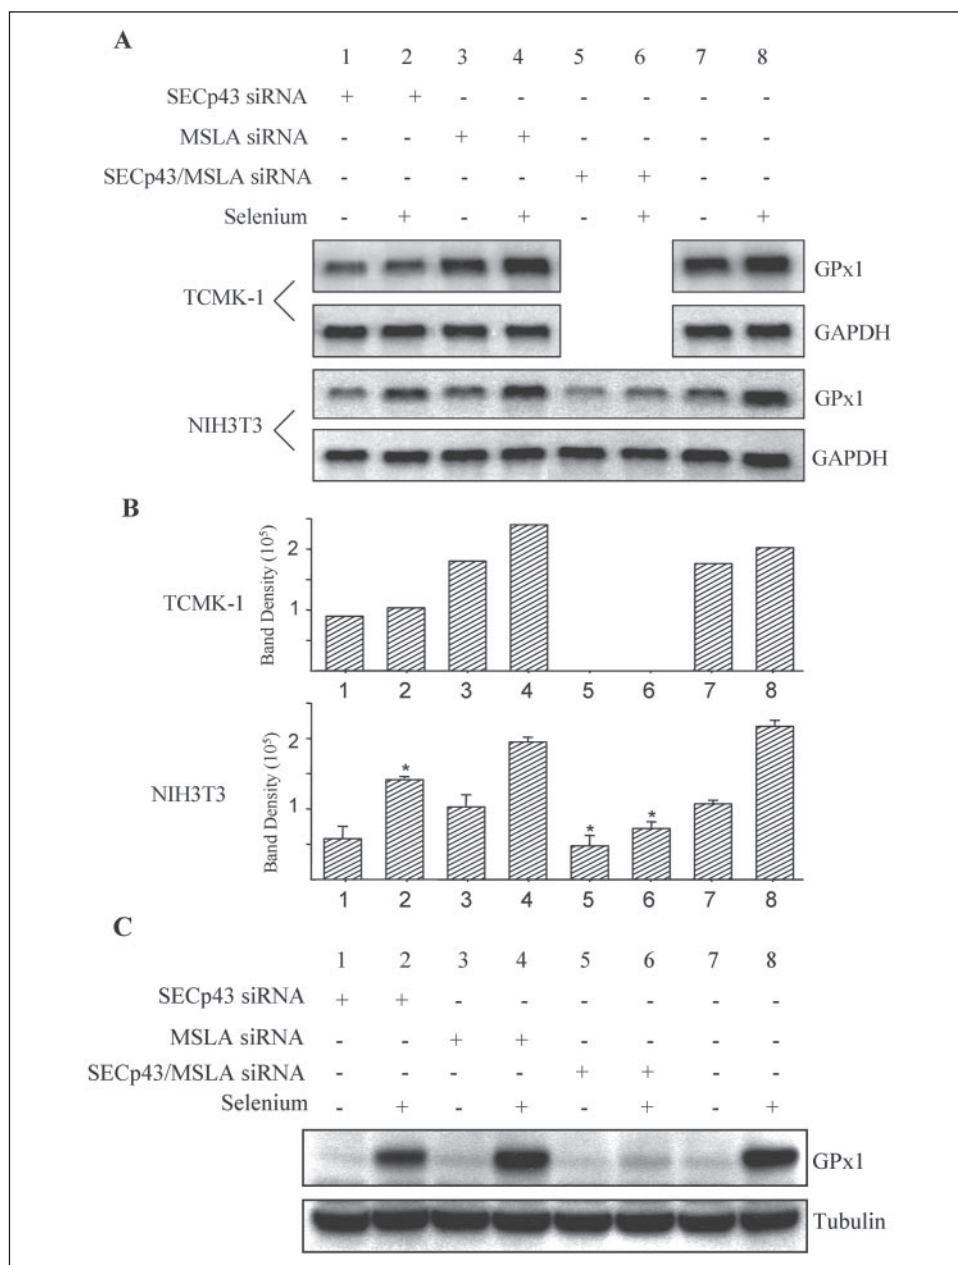 A
1 2 3 4 5 6 7 8
SECp43 siRNA + + - - - - - -
MSLA siRNA - - + + - - - -
SECp43/MSLA siRNA - - - - + + - -
Selenium - + - + - + - +
GPx1
TCMK-1
GAPDH
GPx1
NIH3T3
GAPDH
B
TCMK-1
Band Density (10⁵)
2
1
1 2 3 4 5 6 7 8
NIH3T3
Band Density (10⁵)
2
1
* * *
1 2 3 4 5 6 7 8
C
1 2 3 4 5 6 7 8
SECp43 siRNA + + - - - - - -
MSLA siRNA - - + + - - - -
SECp43/MSLA siRNA - - - - + + - -
Selenium - + - + - + - +
GPx1
Tubulin